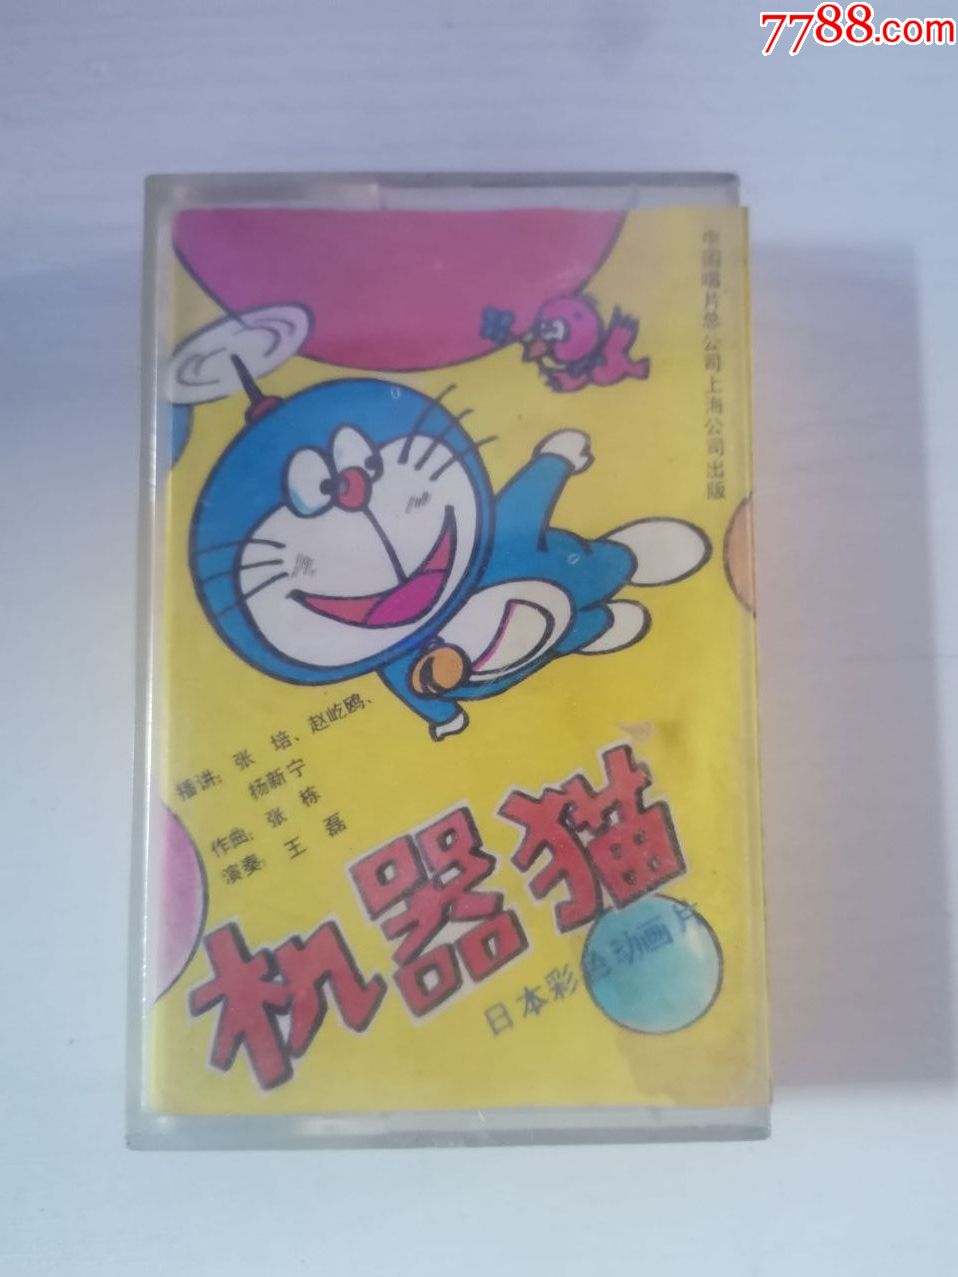 7788.com
中国唱片总公司上海公司出版
播讲：张 培、赵屹鸥、
杨新宁
作曲：张 栋
演奏：王 磊
机器猫
日本彩色动画片